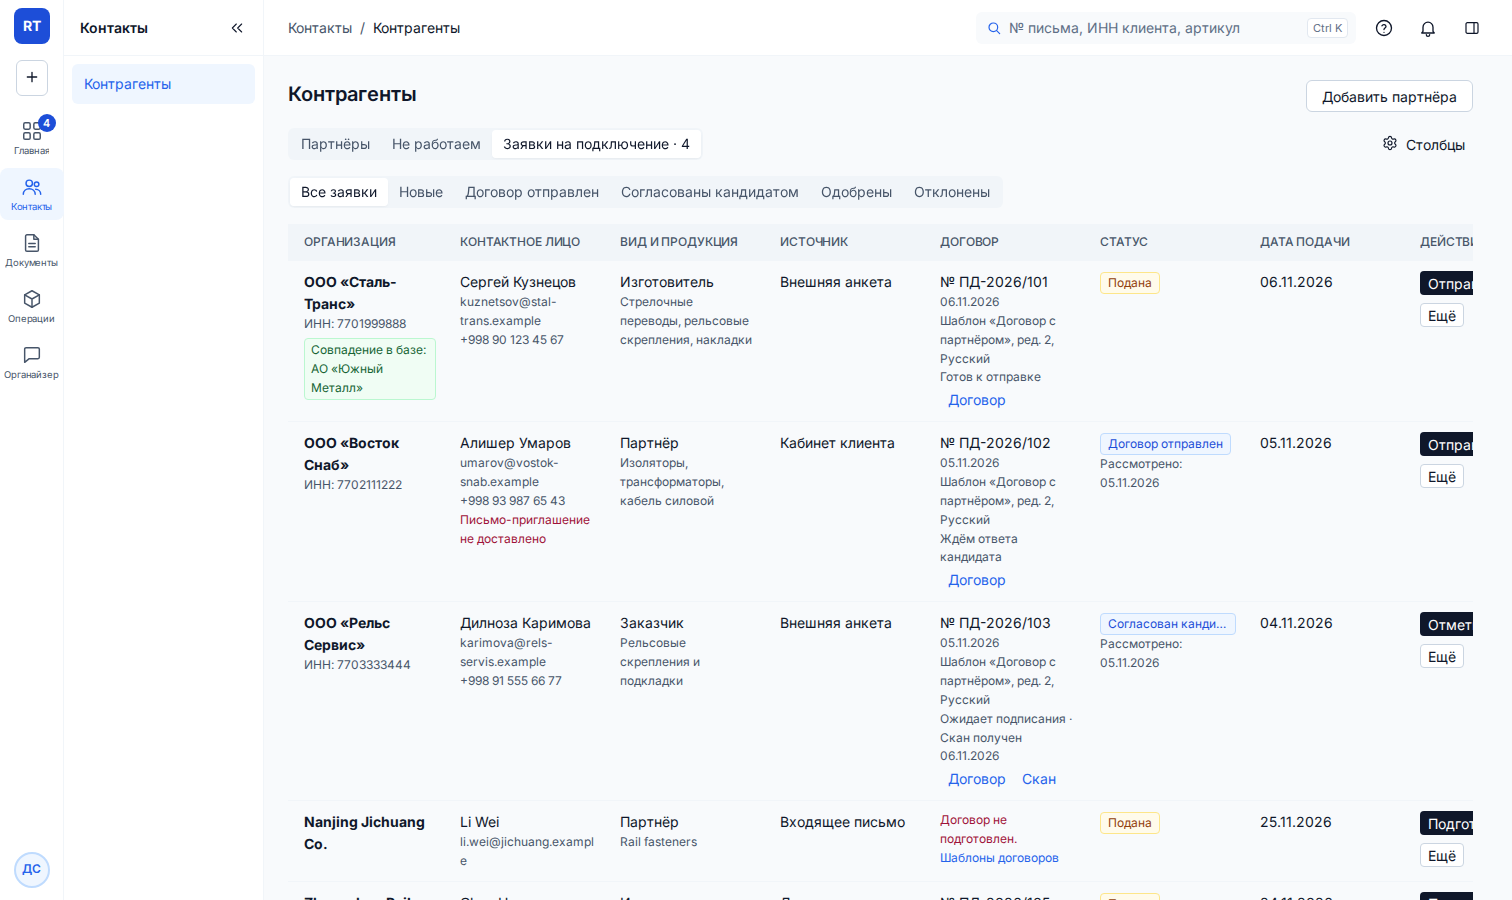 RT
Контакты
Контакты / Контрагенты
№ письма, ИНН клиента, артикул
Ctrl K
4
Главная
Контакты
Документы
Операции
Органайзер
ДС
Контрагенты
Контрагенты
Добавить партнёра
Партнёры Не работаем Заявки на подключение · 4
Столбцы
Все заявки Новые Договор отправлен Согласованы кандидатом Одобрены Отклонены
ОРГАНИЗАЦИЯ КОНТАКТНОЕ ЛИЦО ВИД И ПРОДУКЦИЯ ИСТОЧНИК ДОГОВОР СТАТУС ДАТА ПОДАЧИ
ООО «Сталь-
Транс»
ИНН: 7701999888
Совпадение в базе:
АО «Южный
Металл»
Сергей Кузнецов
kuznetsov@stal-
trans.example
+998 90 123 45 67
Изготовитель
Стрелочные
переводы, рельсовые
скрепления, накладки
Внешняя анкета
№ ПД-2026/101
06.11.2026
Шаблон «Договор с
партнёром», ред. 2,
Русский
Готов к отправке
Договор
Подана
06.11.2026
Ещё
ООО «Восток
Снаб»
ИНН: 7702111222
Алишер Умаров
umarov@vostok-
snab.example
+998 93 987 65 43
Письмо-приглашение
не доставлено
Партнёр
Изоляторы,
трансформаторы,
кабель силовой
Кабинет клиента
№ ПД-2026/102
05.11.2026
Шаблон «Договор с
партнёром», ред. 2,
Русский
Ждём ответа
кандидата
Договор
Договор отправлен
Рассмотрено:
05.11.2026
05.11.2026
Ещё
ООО «Рельс
Сервис»
ИНН: 7703333444
Дилноза Каримова
karimova@rels-
servis.example
+998 91 555 66 77
Заказчик
Рельсовые
скрепления и
подкладки
Внешняя анкета
№ ПД-2026/103
05.11.2026
Шаблон «Договор с
партнёром», ред. 2,
Русский
Ожидает подписания ·
Скан получен
06.11.2026
Договор Скан
Согласован канди...
Рассмотрено:
05.11.2026
04.11.2026
Ещё
Nanjing Jichuang
Co.
Li Wei
li.wei@jichuang.exampl
e
Партнёр
Rail fasteners
Входящее письмо
Договор не
подготовлен.
Шаблоны договоров
Подана
25.11.2026
Ещё